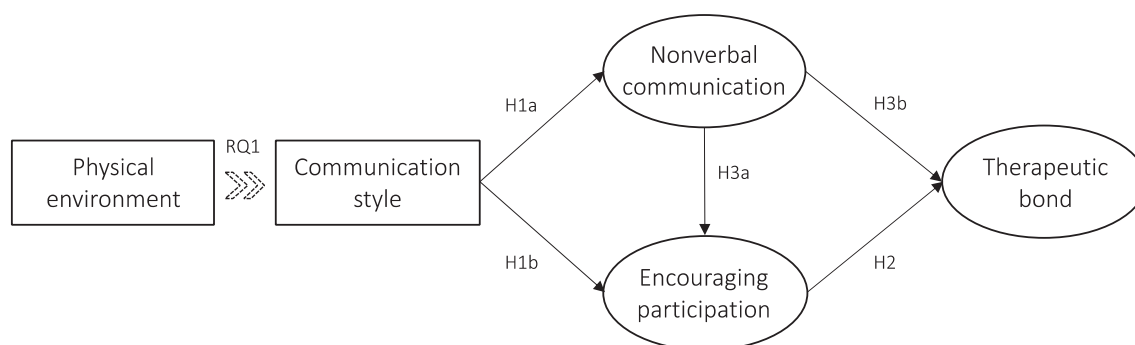 Nonverbal
communication
H1a
H3b
RQ1
Physical
environment
Communication
style
H3a
Therapeutic
bond
H1b
H2
Encouraging
participation